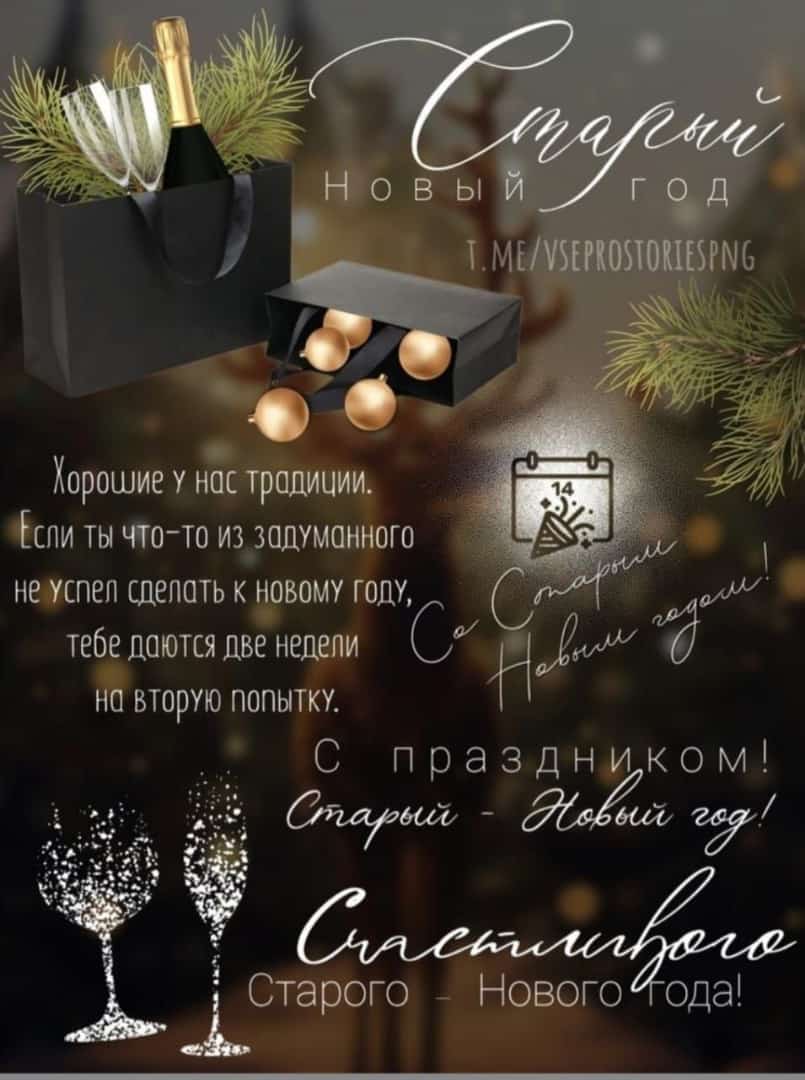 Старый
Новый год
T.ME/VSEPROSTORIESPNG
Хорошие у нас традиции.
Если ты что-то из задуманного
не успел сделать к новому году,
тебе даются две недели
на вторую попытку.
14
Со Старым
Новым годом!
С праздником!
Старый - Новый год!
Счастливого
Старого - Нового года!